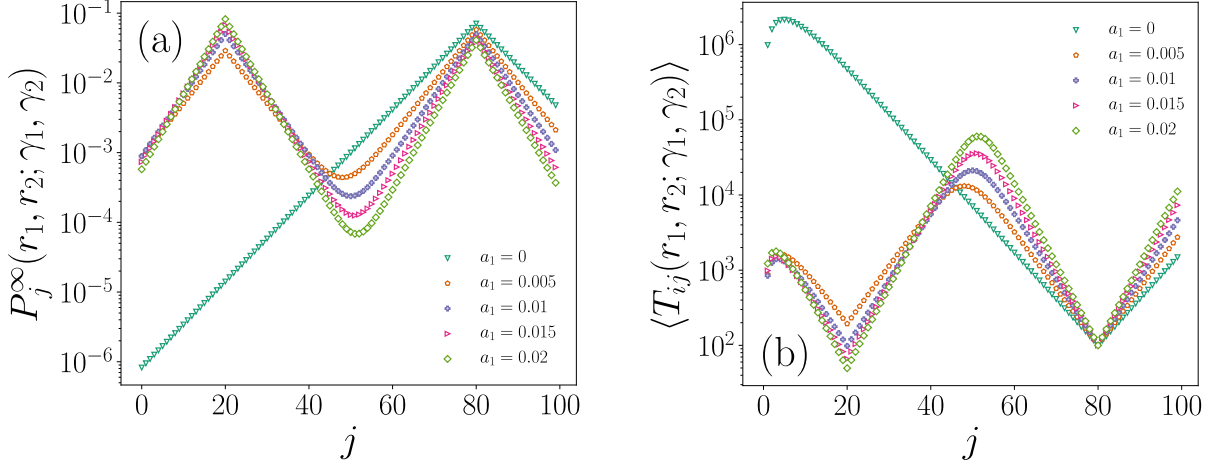 (a)
P_j^∞(r_1, r_2; γ_1, γ_2)
10^{-1}
10^{-2}
10^{-3}
10^{-4}
10^{-5}
10^{-6}
a_1 = 0
a_1 = 0.005
a_1 = 0.01
a_1 = 0.015
a_1 = 0.02
0 20 40 60 80 100
j
(b)
⟨T_{ij}(r_1, r_2; γ_1, γ_2)⟩
10^6
10^5
10^4
10^3
10^2
a_1 = 0
a_1 = 0.005
a_1 = 0.01
a_1 = 0.015
a_1 = 0.02
0 20 40 60 80 100
j